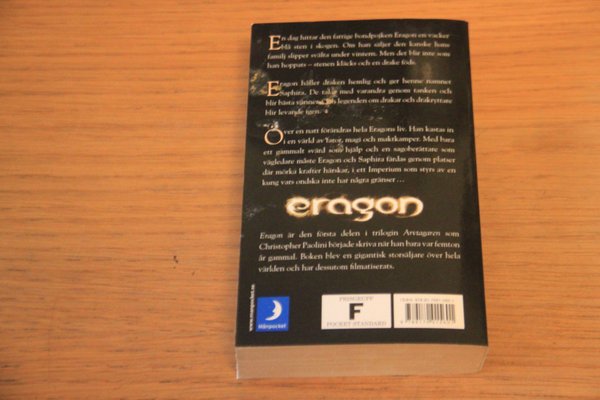 En dag hittar den fattige bondpojken Eragon en vacker
blå sten i skogen. Om han säljer den kanske hans
familj slipper svälta under vintern. Men det blir inte som
han hoppats – stenen kläcks och en drake föds.
Eragon håller draken hemlig och ger henne namnet
Saphira. De talar med varandra genom tanken och
blir bästa vänner. legenden om drakar och drakryttare
blir levande igen.
Över en natt förändras hela Eragons liv. Han kastas in
i en värld av faror, magi och maktkamper. Med bara
ett gammalt svärd som hjälp och en sagoberättare som
vägledare måste Eragon och Saphira färdas genom platser
där mörka krafter härskar, i ett Imperium som styrs av en
kung vars ondska inte har några gränser ...
eragon
Eragon är den första delen i trilogin Arvtagaren som
Christopher Paolini började skriva när han bara var femton
år gammal. Boken blev en gigantisk storsäljare över hela
världen och har dessutom filmatiserats.
www.manpocket.se
Månpocket
PRISGRUPP
F
POCKET STANDARD
ISBN